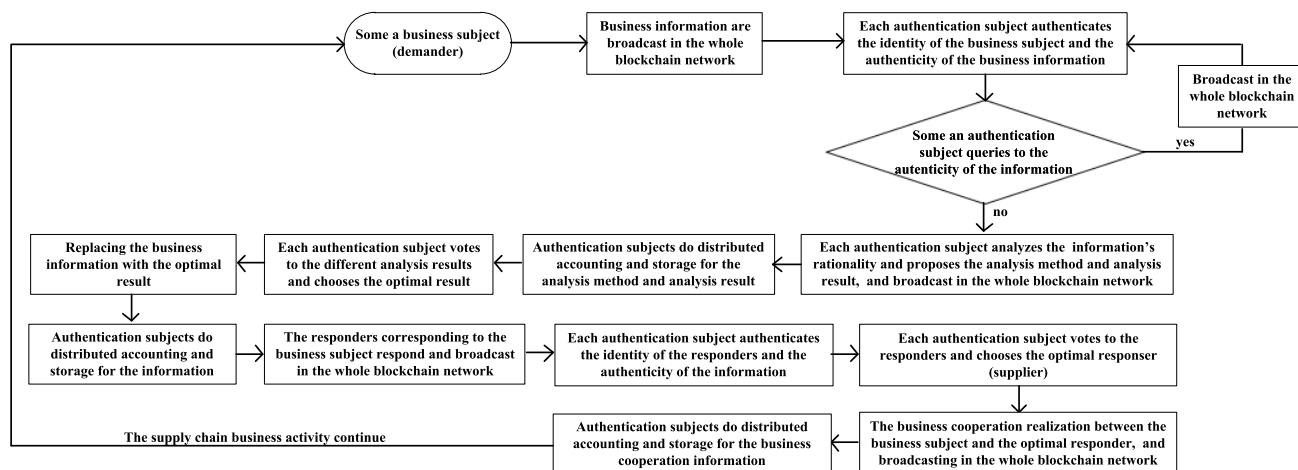 Some a business subject
(demander)
Business information are
broadcast in the whole
blockchain network
Each authentication subject authenticates
the identity of the business subject and the
authenticity of the business information
Broadcast in the
whole blockchain
network
Some an authentication
subject queries to the
autenticity of the information
yes
no
Each authentication subject analyzes the information's
rationality and proposes the analysis method and analysis
result, and broadcast in the whole blockchain network
Authentication subjects do distributed
accounting and storage for the
analysis method and analysis result
Each authentication subject votes
to the different analysis results
and chooses the optimal result
Replacing the business
information with the optimal
result
Authentication subjects do
distributed accounting and
storage for the information
The responders corresponding to the
business subject respond and broadcast
in the whole blockchain network
Each authentication subject authenticates
the identity of the responders and the
authenticity of the information
Each authentication subject votes to the
responders and chooses the optimal responser
(supplier)
The business cooperation realization between the
business subject and the optimal responder, and
broadcasting in the whole blockchain network
Authentication subjects do distributed
accounting and storage for the business
cooperation information
The supply chain business activity continue